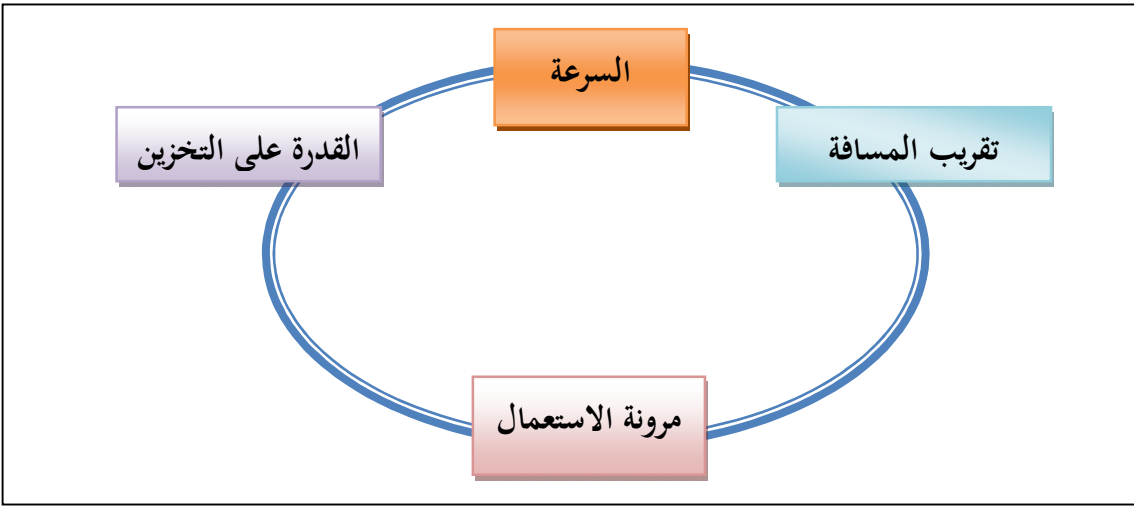 السرعة
تقريب المسافة
القدرة على التخزين
مرونة الاستعمال